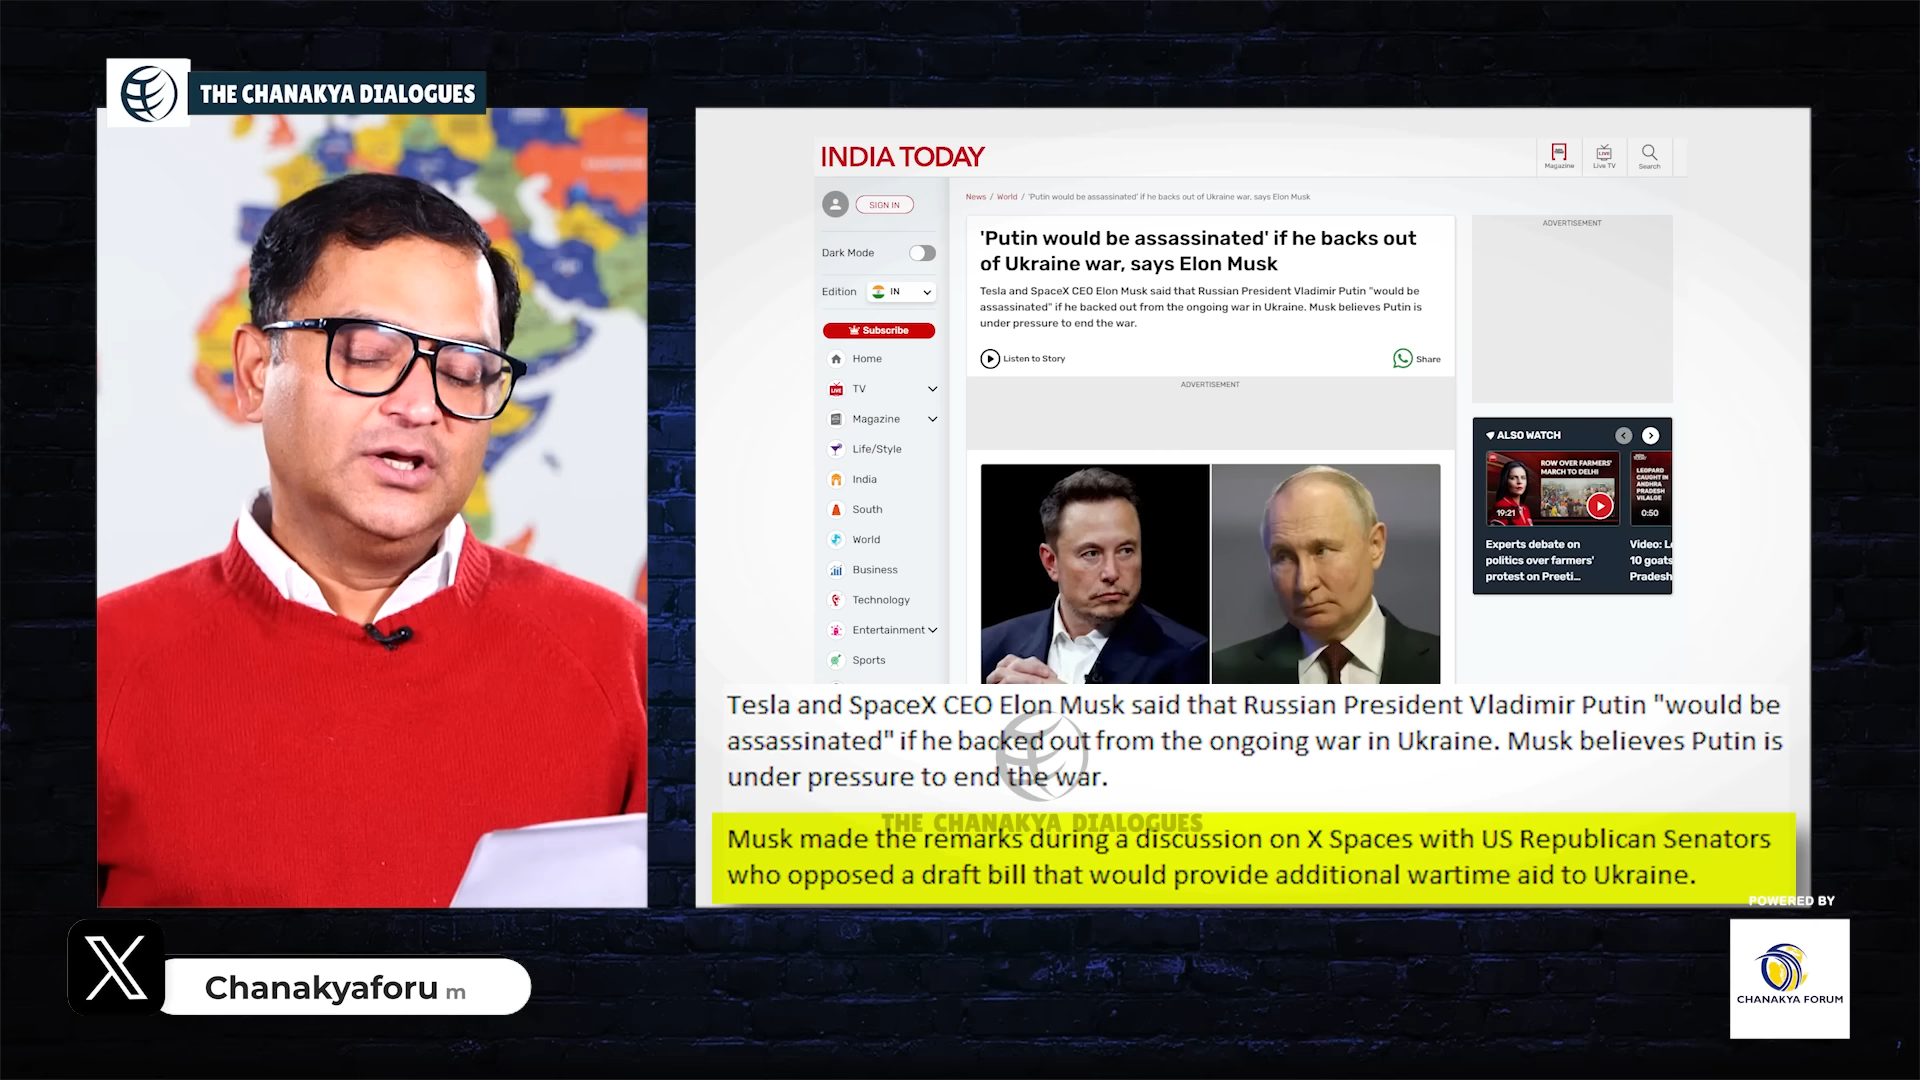 THE CHANAKYA DIALOGUES
INDIA TODAY
Magazine
Live TV
Search
SIGN IN
Dark Mode
Edition
IN
Subscribe
Home
TV
Magazine
Life/Style
India
South
World
Business
Technology
Entertainment
Sports
News / World / 'Putin would be assassinated' if he backs out of Ukraine war, says Elon Musk
'Putin would be assassinated' if he backs out
of Ukraine war, says Elon Musk
Tesla and SpaceX CEO Elon Musk said that Russian President Vladimir Putin "would be
assassinated" if he backed out from the ongoing war in Ukraine. Musk believes Putin is
under pressure to end the war.
Listen to Story
Share
ADVERTISEMENT
ADVERTISEMENT
ALSO WATCH
ROW OVER FARMERS'
MARCH TO DELHI
19:21
LEOPARD
CAUGHT IN
ANDHRA
PRADESH
0:50
Experts debate on
politics over farmers'
protest on Preeti...
Video: L
10 goats
Pradesh
Tesla and SpaceX CEO Elon Musk said that Russian President Vladimir Putin "would be
assassinated" if he backed out from the ongoing war in Ukraine. Musk believes Putin is
under pressure to end the war.
THE CHANAKYA DIALOGUES
Musk made the remarks during a discussion on X Spaces with US Republican Senators
who opposed a draft bill that would provide additional wartime aid to Ukraine.
POWERED BY
CHANAKYA FORUM
X
Chanakyaforum